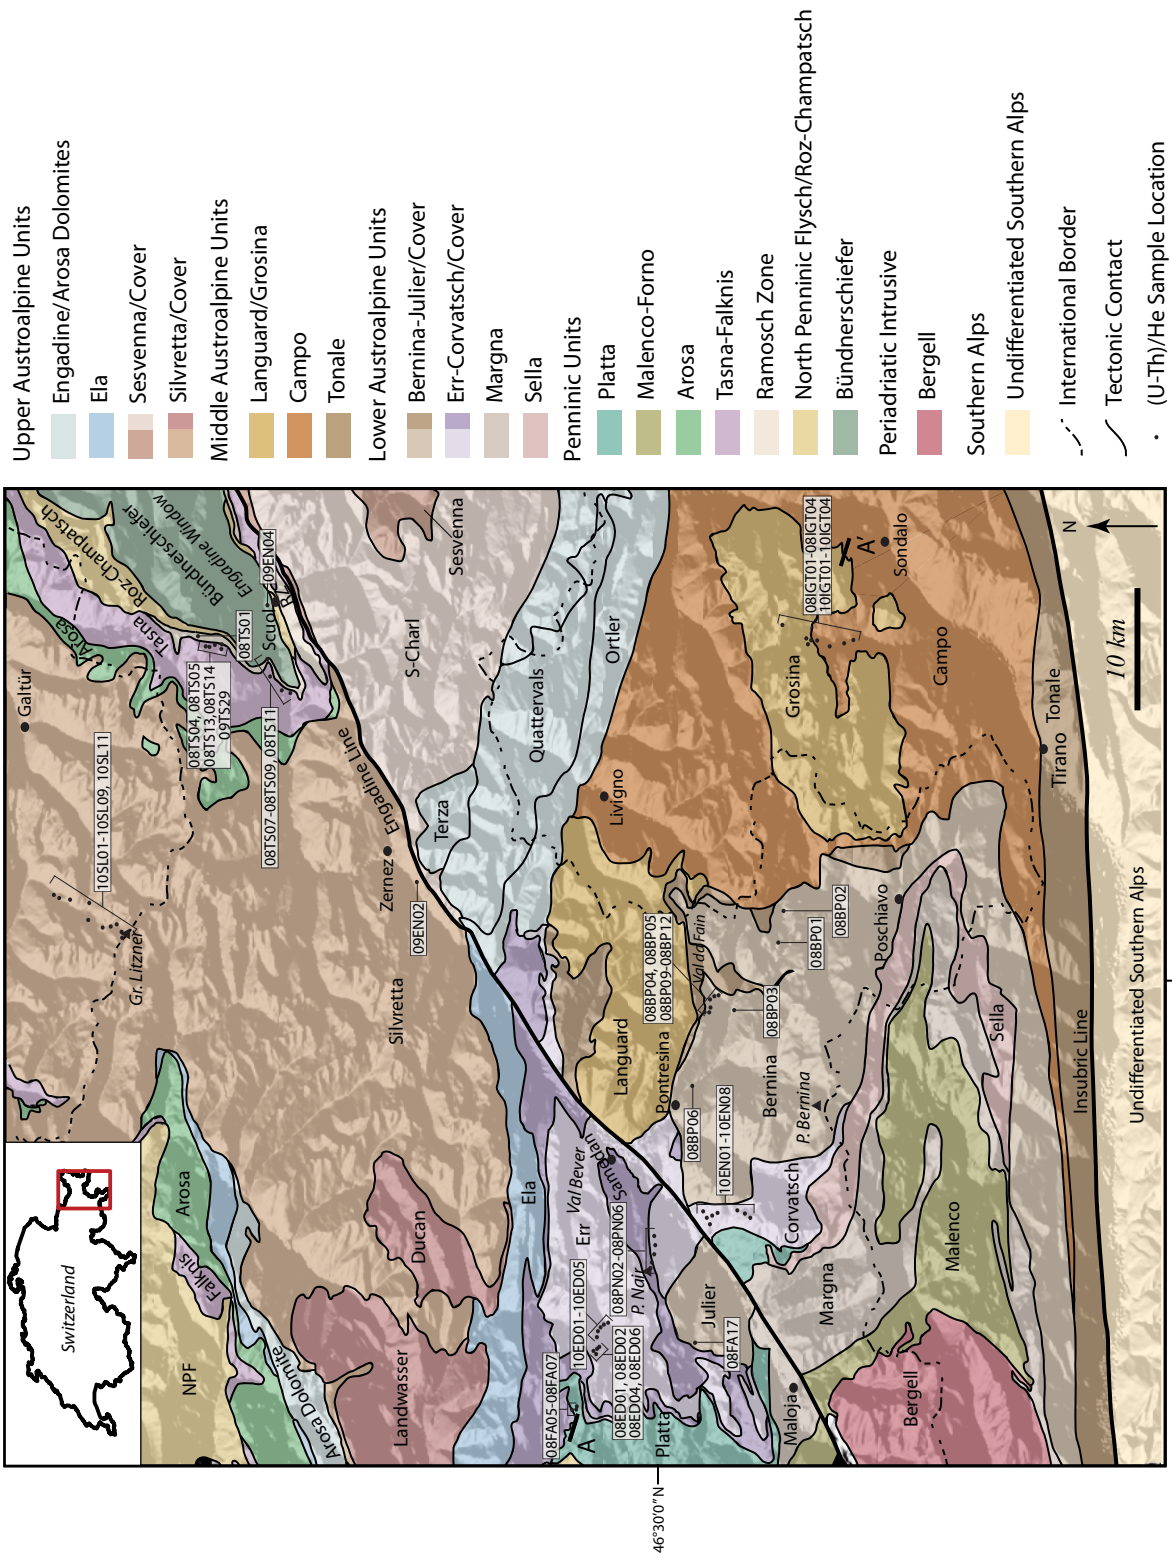 Upper Austroalpine Units
Engadine/Arosa Dolomites
Ela
Sesvenna/Cover
Silvretta/Cover
Middle Austroalpine Units
Languard/Grosina
Campo
Tonale
Lower Austroalpine Units
Bernina-Julier/Cover
Err-Corvatsch/Cover
Margna
Sella
Penninic Units
Platta
Malenco-Forno
Arosa
Tasna-Falknis
Ramosch Zone
North Penninic Flysch/Roz-Champatsch
Bündnerschiefer
Periadriatic Intrusive
Bergell
Southern Alps
Undifferentiated Southern Alps
International Border
Tectonic Contact
(U-Th)/He Sample Location
Switzerland
NPF
Falknis
Arosa
Arosa Dolomite
Landwasser
Ducan
Silvretta
Gr. Litzner
10SL01-10SL09, 10SL11
Galtür
Arosa
Tasna
Roz-Champatsch
Bündnerschiefer
Engadine Window
08TS04, 08TS05
08TS13, 08TS14
09TS29
08TS01
Scuol
RZ
09EN04
08TS07-08TS09, 08TS11
Engadine Line
Zernez
09EN02
S-Charl
Sesvenna
Terza
Quattervals
Ortler
Ela
Err
Val Bever
Samedan
08FA05-08FA07
A
10ED01-10ED05
08ED01, 08ED02
08ED04, 08ED06
08PN02-08PN06
P. Nair
Platta
Julier
08FA17
Maloja
Languard
Pontresina
08BP04, 08BP05
08BP09-08BP12
Val da Fain
08BP06
10EN01-10EN08
08BP03
08BP01
08BP02
Bernina
P. Bernina
Corvatsch
Margna
Malenco
Bergell
Sella
Poschiavo
Livigno
Grosina
08IGT01-08IGT04
10IGT01-10IGT04
A'
Sondalo
Campo
Tirano
Tonale
Insubric Line
Undifferentiated Southern Alps
N
10 km
46°30'0"N